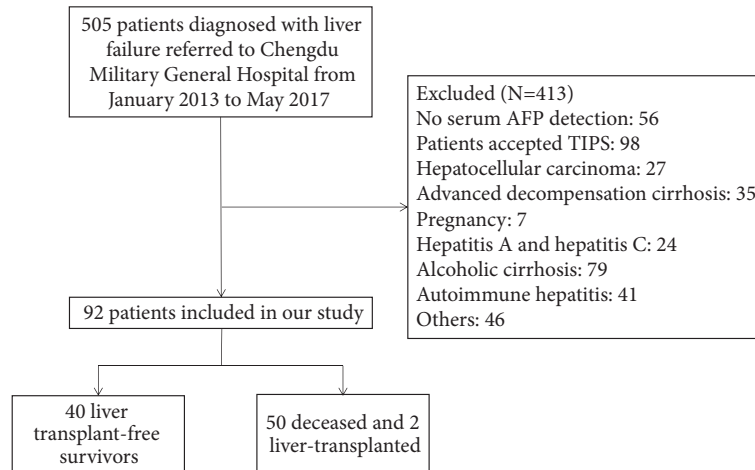 505 patients diagnosed with liver
failure referred to Chengdu
Military General Hospital from
January 2013 to May 2017
Excluded (N=413)
No serum AFP detection: 56
Patients accepted TIPS: 98
Hepatocellular carcinoma: 27
Advanced decompensation cirrhosis: 35
Pregnancy: 7
Hepatitis A and hepatitis C: 24
Alcoholic cirrhosis: 79
Autoimmune hepatitis: 41
Others: 46
92 patients included in our study
40 liver
transplant-free
survivors
50 deceased and 2
liver-transplanted